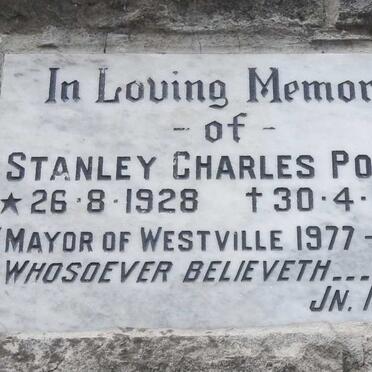 In Loving Memor
- of -
STANLEY CHARLES PO
★ 26·8·1928 † 30·4·
MAYOR OF WESTVILLE 1977 -
WHOSOEVER BELIEVETH...
JN.